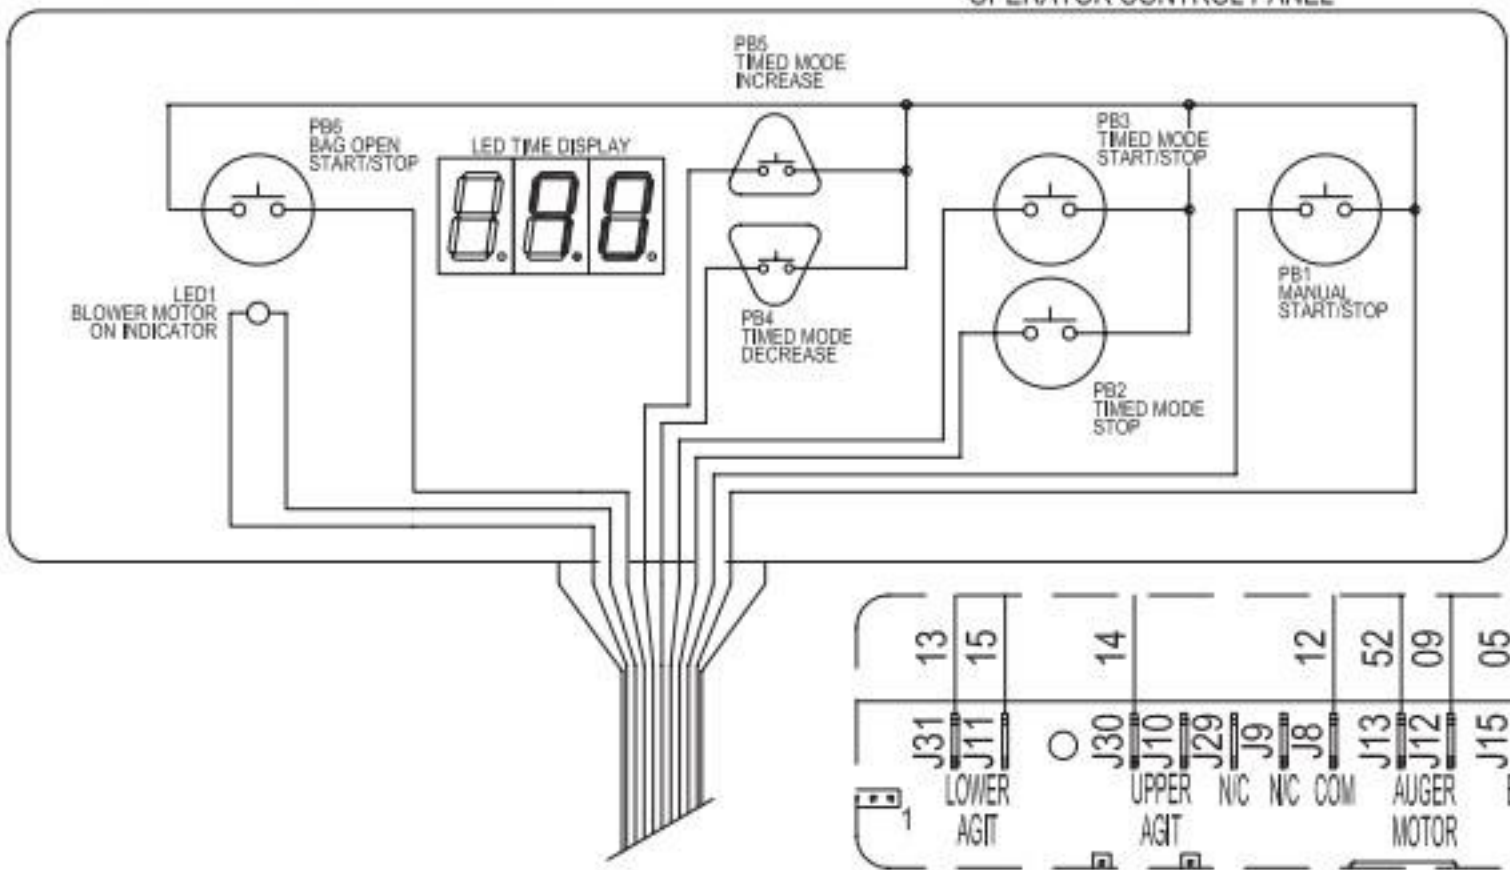 OPERATOR CONTROL PANEL
PB5
TIMED MODE
INCREASE
PB6
BAG OPEN
START/STOP
LED TIME DISPLAY
PB3
TIMED MODE
START/STOP
LED1
BLOWER MOTOR
ON INDICATOR
PB4
TIMED MODE
DECREASE
PB1
MANUAL
START/STOP
PB2
TIMED MODE
STOP
13 15 14 12 52 09 05
J31 J11 J30 J10 J29 J9 J8 J13 J12 J15
LOWER UPPER N/C N/C COM AUGER
AGIT AGIT MOTOR
1